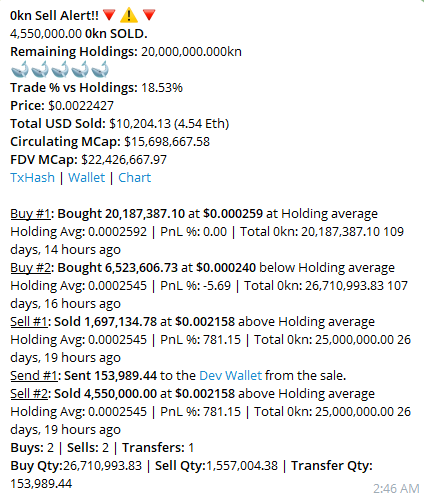 0kn Sell Alert!! 🔻 ⚠️ 🔻
4,550,000.00 0kn SOLD.
Remaining Holdings: 20,000,000.000kn
🐳🐳🐳🐳🐳
Trade % vs Holdings: 18.53%
Price: $0.0022427
Total USD Sold: $10,204.13 (4.54 Eth)
Circulating MCap: $15,698,667.58
FDV MCap: $22,426,667.97
TxHash | Wallet | Chart
Buy #1: Bought 20,187,387.10 at $0.000259 at Holding average
Holding Avg: 0.0002592 | PnL %: 0.00 | Total 0kn: 20,187,387.10 109
days, 14 hours ago
Buy #2: Bought 6,523,606.73 at $0.000240 below Holding average
Holding Avg: 0.0002545 | PnL %: -5.69 | Total 0kn: 26,710,993.83 107
days, 16 hours ago
Sell #1: Sold 1,697,134.78 at $0.002158 above Holding average
Holding Avg: 0.0002545 | PnL %: 781.15 | Total 0kn: 25,000,000.00 26
days, 19 hours ago
Send #1: Sent 153,989.44 to the Dev Wallet from the sale.
Sell #2: Sold 4,550,000.00 at $0.002158 above Holding average
Holding Avg: 0.0002545 | PnL %: 781.15 | Total 0kn: 25,000,000.00 26
days, 19 hours ago
Buys: 2 | Sells: 2 | Transfers: 1
Buy Qty:26,710,993.83 | Sell Qty:1,557,004.38 | Transfer Qty:
153,989.44
2:46 AM